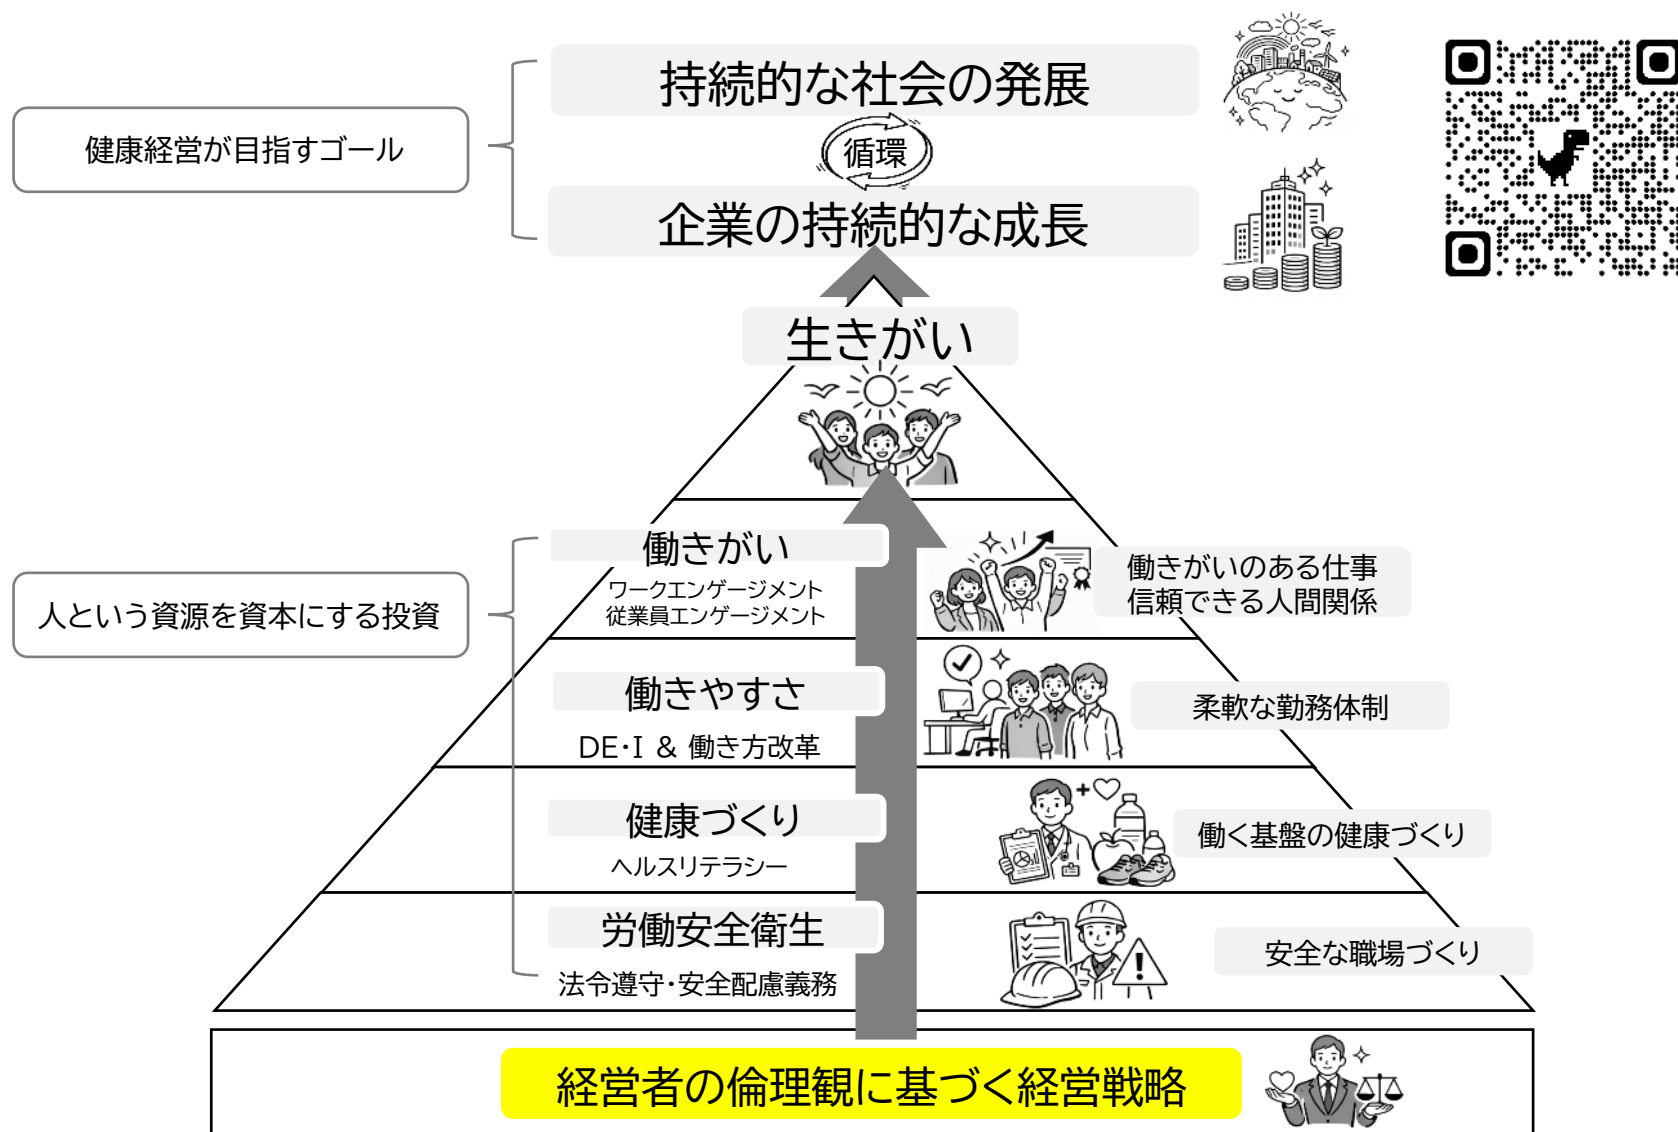 持続的な社会の発展
健康経営が目指すゴール
循環
企業の持続的な成長
生きがい
働きがい
ワークエンゲージメント
従業員エンゲージメント
働きがいのある仕事
信頼できる人間関係
人という資源を資本にする投資
働きやすさ
DE・I & 働き方改革
柔軟な勤務体制
健康づくり
ヘルスリテラシー
働く基盤の健康づくり
労働安全衛生
法令遵守・安全配慮義務
安全な職場づくり
経営者の倫理観に基づく経営戦略